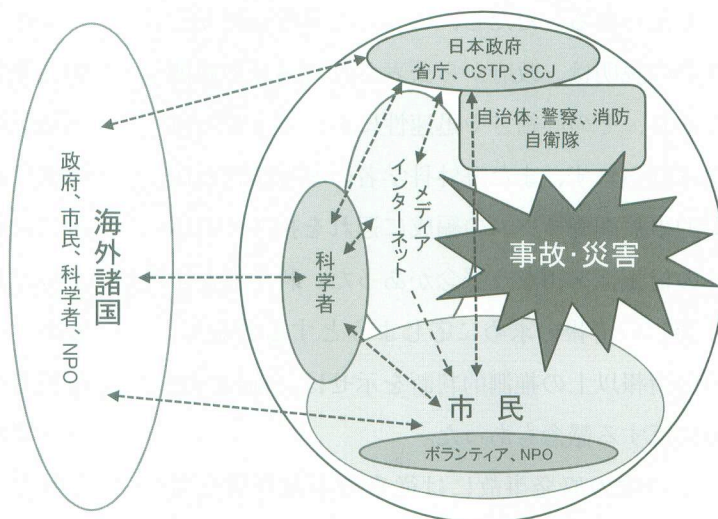 日本政府
省庁、CSTP、SCJ
自治体:警察、消防
自衛隊
メディア
インターネット
事故・災害
科学者
海外諸国
政府、市民、科学者、NPO
市 民
ボランティア、NPO